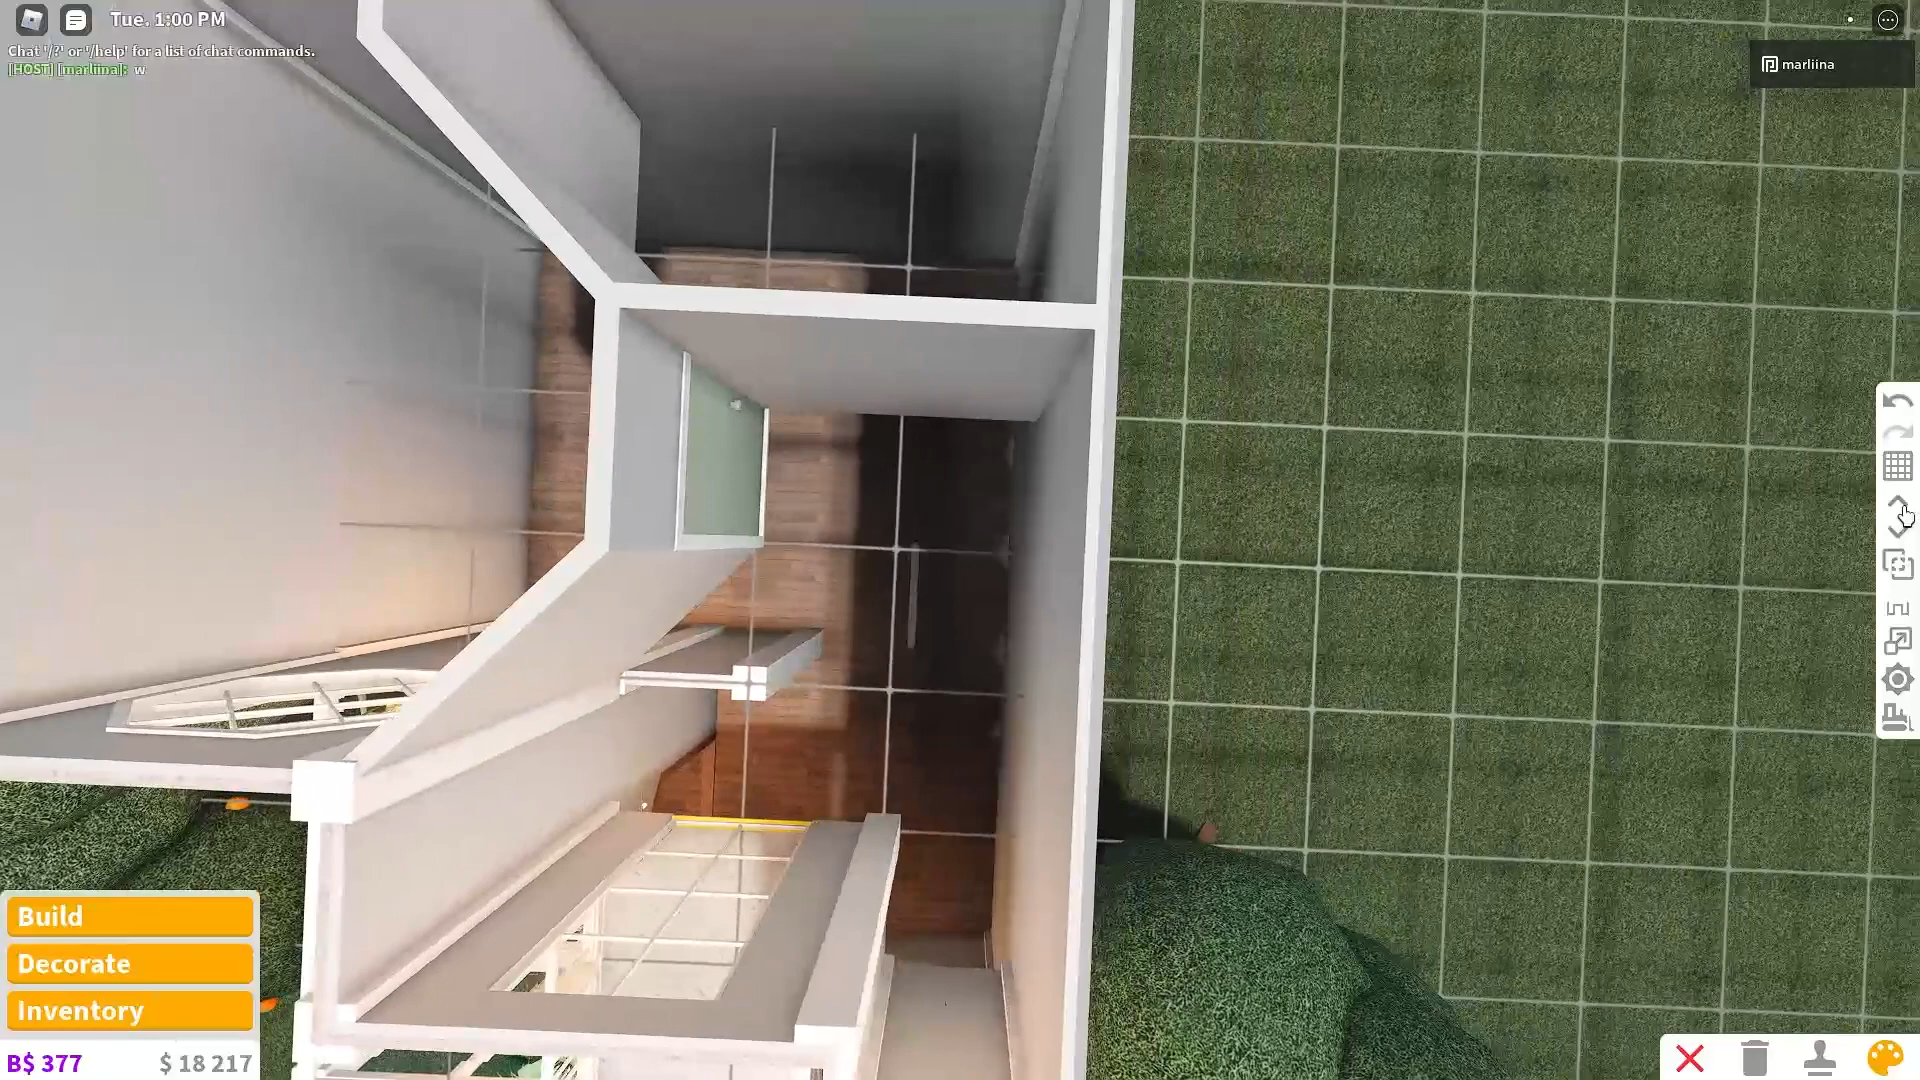 Tue. 1:00 PM
Chat '/?' or '/help' for a list of chat commands.
[HOST] [marliina]: w
marliina
Build
Decorate
Inventory
B$ 377
$ 18 217